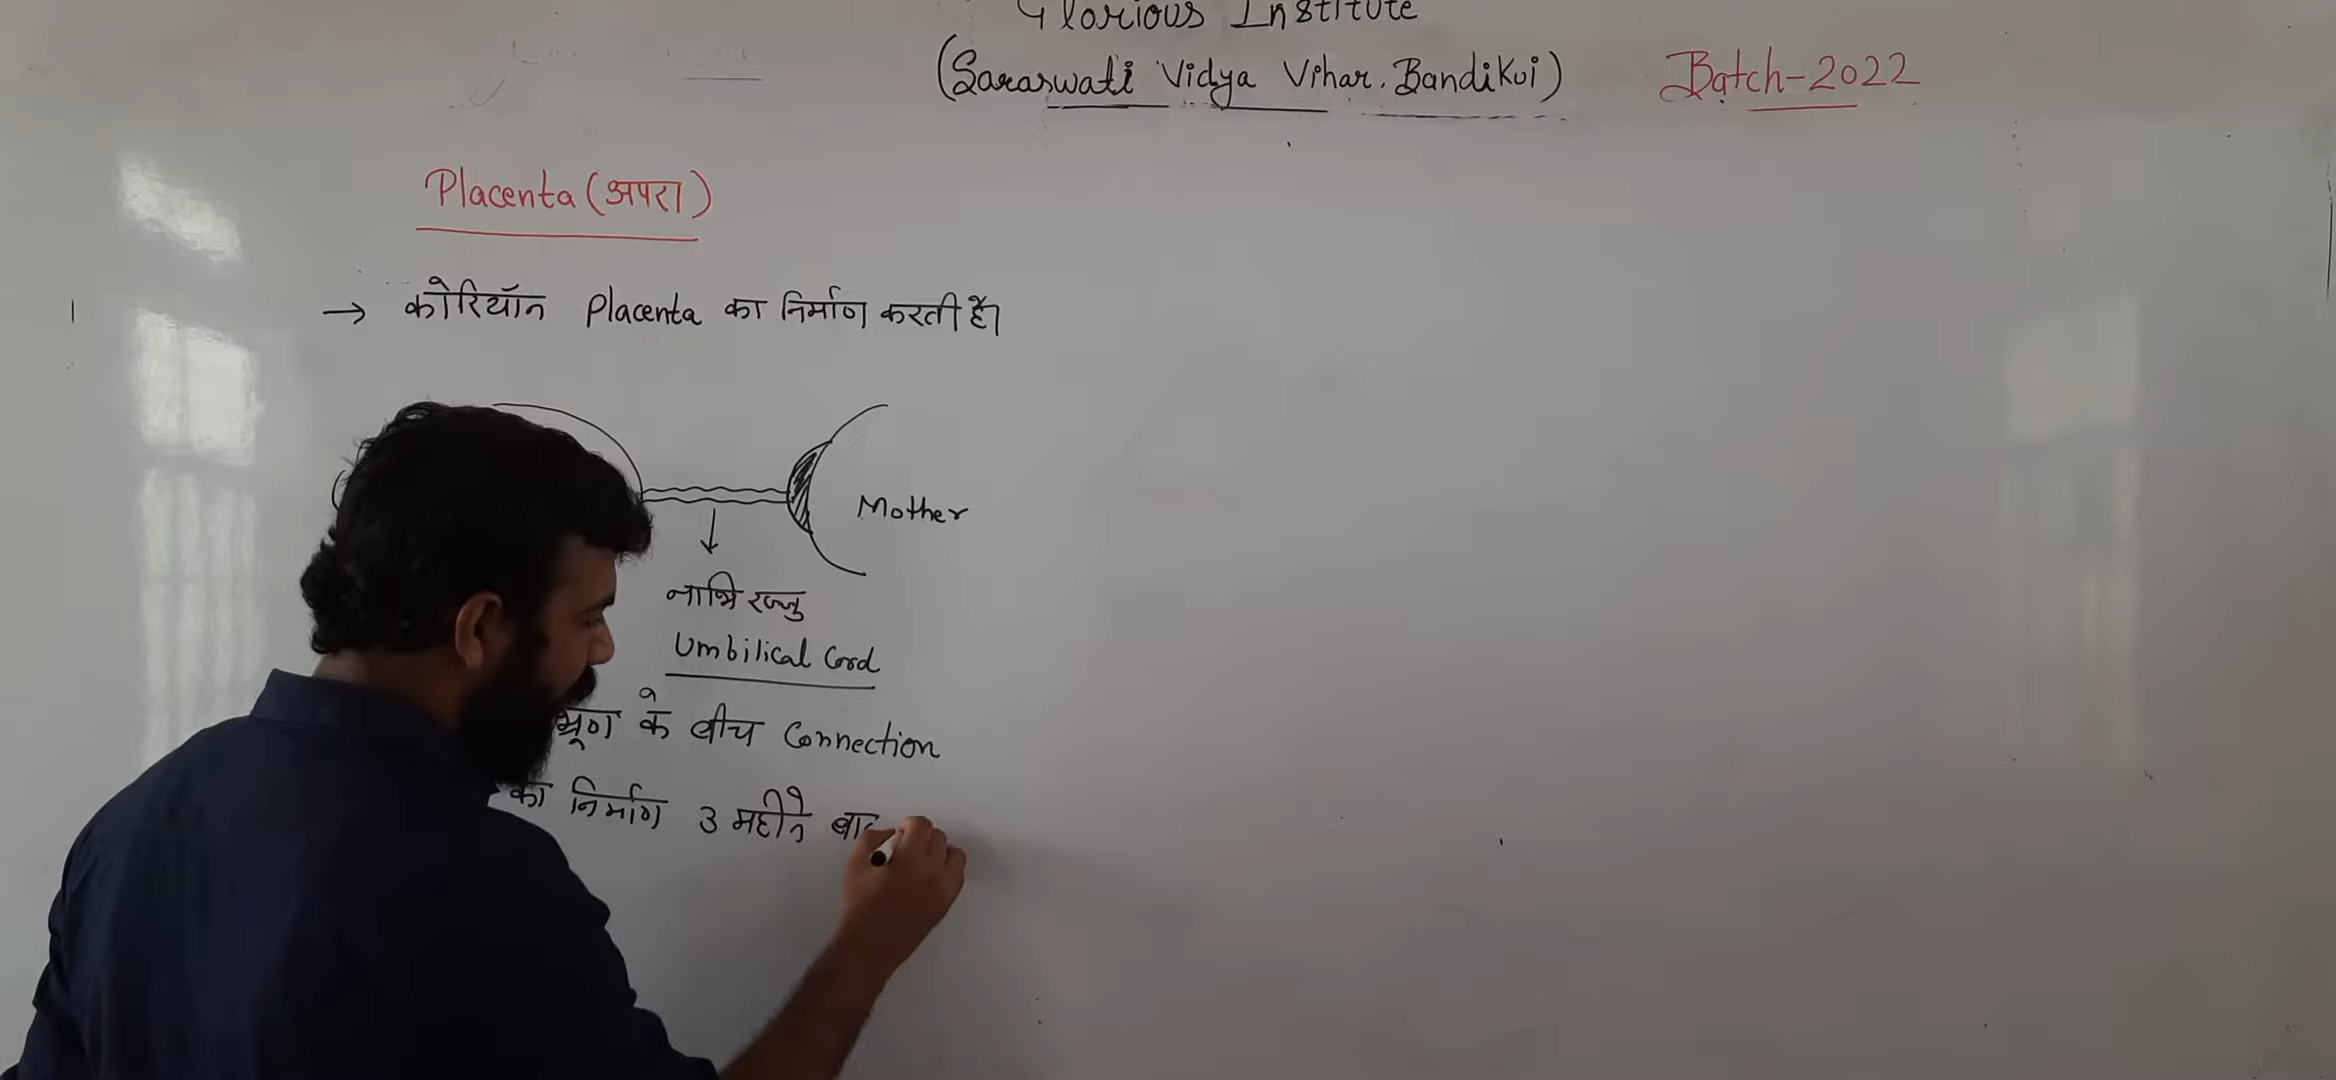 Glorious Institute
(Saraswati Vidya Vihar, Bandikui) Batch-2022
Placenta (अपरा)
→ कोरियॉन Placenta का निर्माण करती हैं।
Mother
नाभि रज्जु
Umbilical Cord
भ्रूण के बीच Connection
का निर्माण 3 महीने